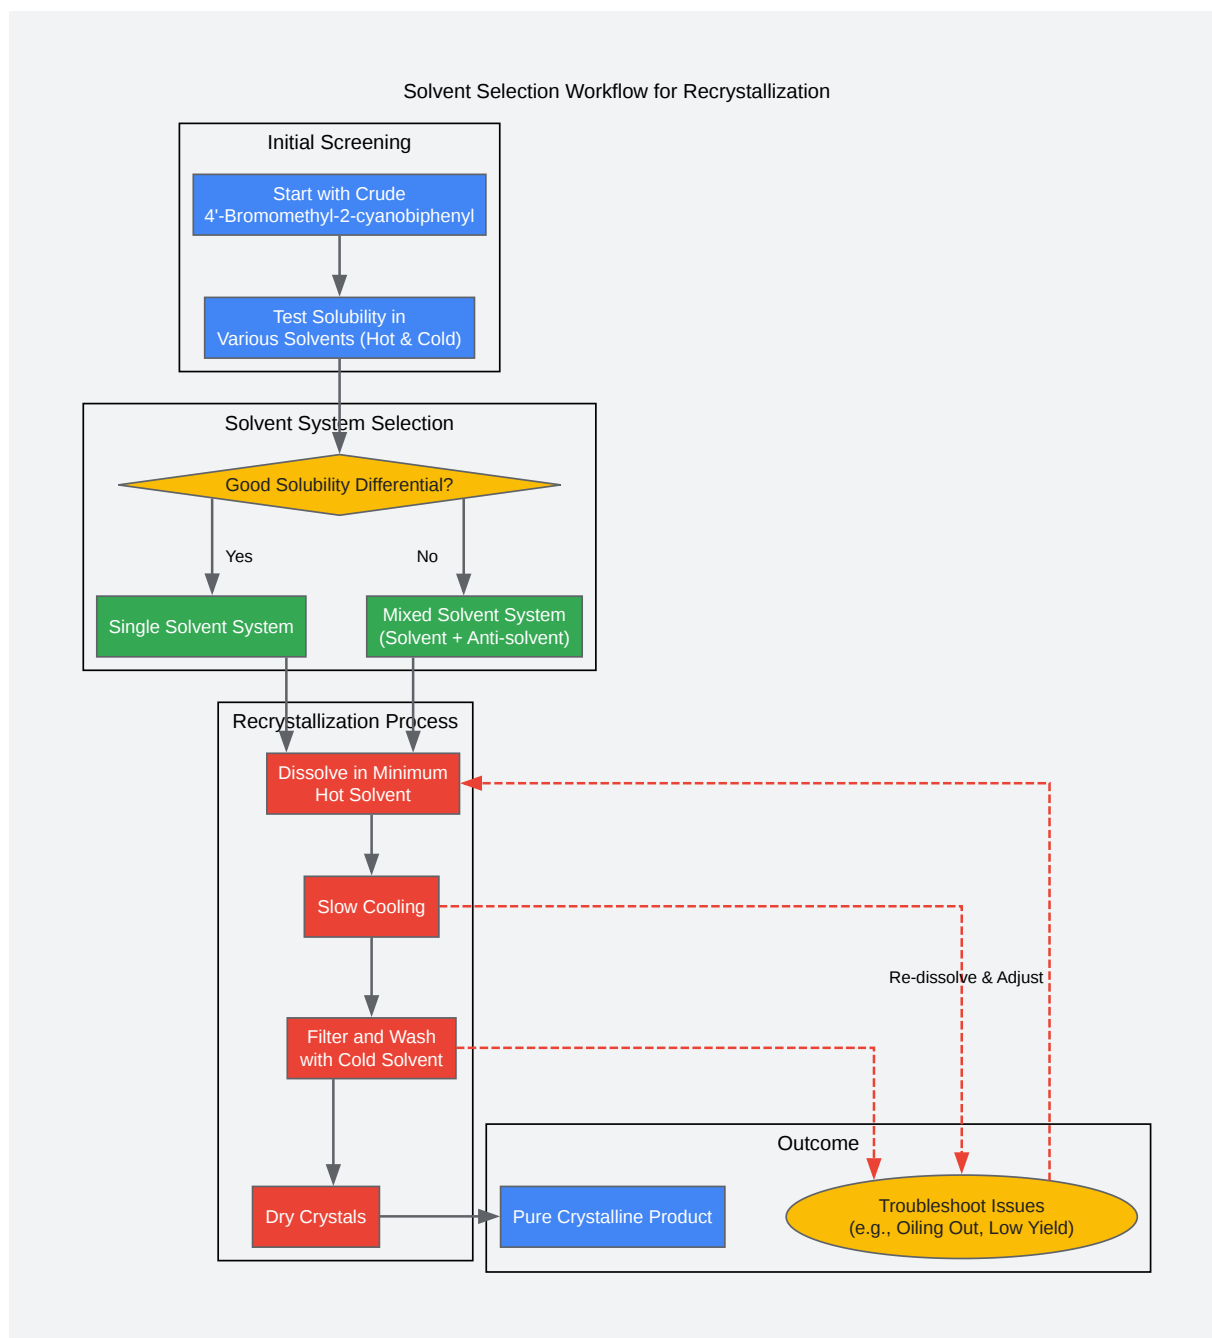 Solvent Selection Workflow for Recrystallization
Initial Screening
Start with Crude
4'-Bromomethyl-2-cyanobiphenyl
Test Solubility in
Various Solvents (Hot & Cold)
Solvent System Selection
Good Solubility Differential?
Yes
No
Single Solvent System
Mixed Solvent System
(Solvent + Anti-solvent)
Recrystallization Process
Dissolve in Minimum
Hot Solvent
Slow Cooling
Re-dissolve & Adjust
Filter and Wash
with Cold Solvent
Outcome
Dry Crystals
Pure Crystalline Product
Troubleshoot Issues
(e.g., Oiling Out, Low Yield)